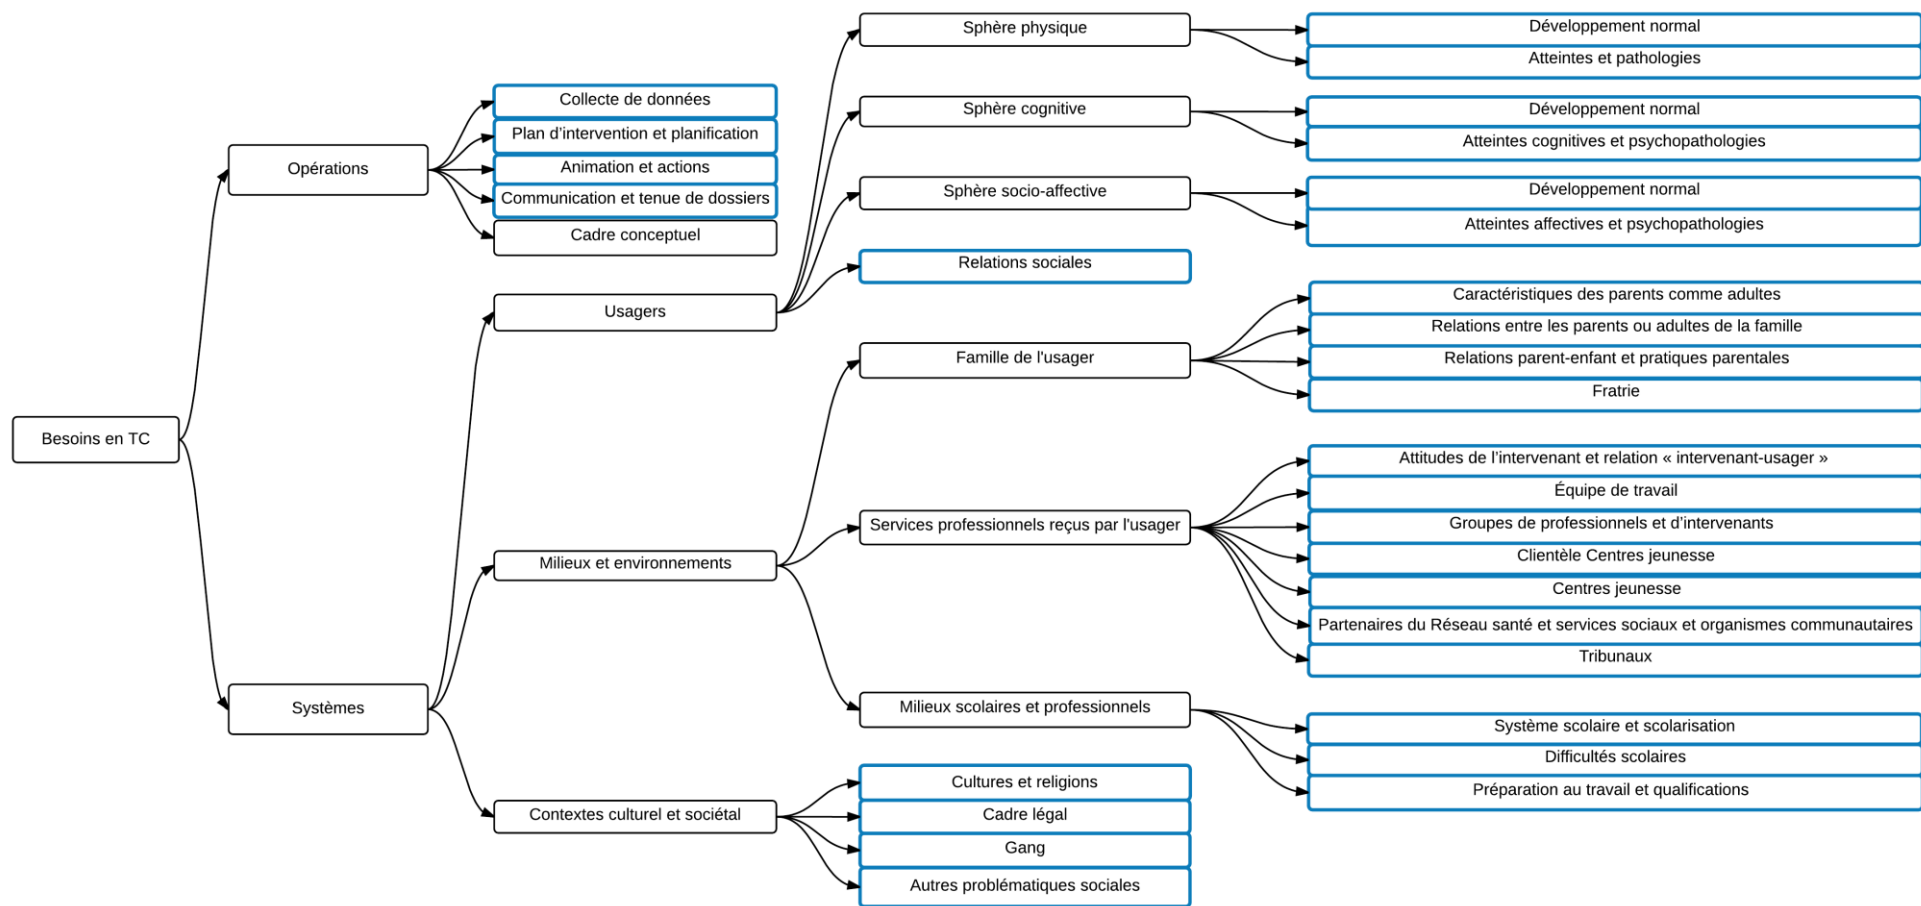 Besoins en TC
Opérations
Collecte de données
Plan d'intervention et planification
Animation et actions
Communication et tenue de dossiers
Cadre conceptuel
Systèmes
Usagers
Sphère physique
Développement normal
Atteintes et pathologies
Sphère cognitive
Développement normal
Atteintes cognitives et psychopathologies
Sphère socio-affective
Développement normal
Atteintes affectives et psychopathologies
Relations sociales
Milieux et environnements
Famille de l'usager
Caractéristiques des parents comme adultes
Relations entre les parents ou adultes de la famille
Relations parent-enfant et pratiques parentales
Fratrie
Services professionnels reçus par l'usager
Attitudes de l'intervenant et relation « intervenant-usager »
Équipe de travail
Groupes de professionnels et d'intervenants
Clientèle Centres jeunesse
Centres jeunesse
Partenaires du Réseau santé et services sociaux et organismes communautaires
Tribunaux
Milieux scolaires et professionnels
Système scolaire et scolarisation
Difficultés scolaires
Préparation au travail et qualifications
Contextes culturel et sociétal
Cultures et religions
Cadre légal
Gang
Autres problématiques sociales